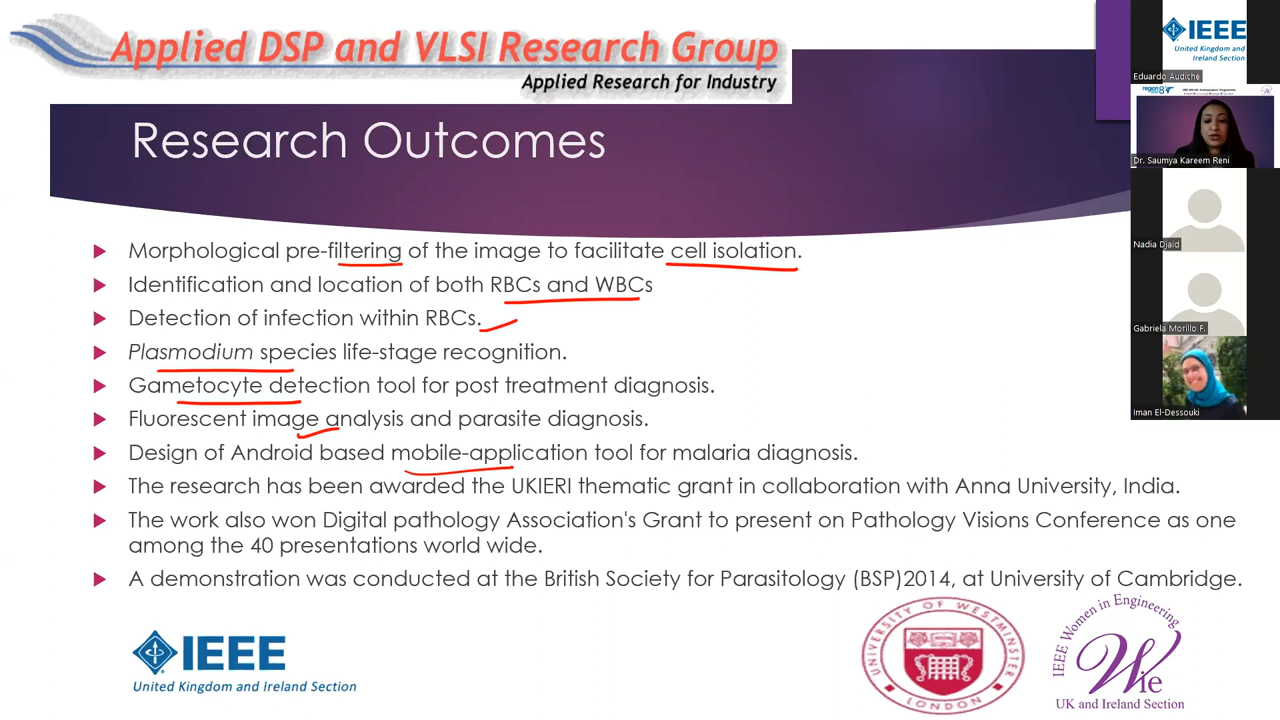 Applied DSP and VLSI Research Group
Applied Research for Industry
Research Outcomes
Morphological pre-filtering of the image to facilitate cell isolation.
Identification and location of both RBCs and WBCs
Detection of infection within RBCs.
Plasmodium species life-stage recognition.
Gametocyte detection tool for post treatment diagnosis.
Fluorescent image analysis and parasite diagnosis.
Design of Android based mobile-application tool for malaria diagnosis.
The research has been awarded the UKIERI thematic grant in collaboration with Anna University, India.
The work also won Digital pathology Association's Grant to present on Pathology Visions Conference as one
among the 40 presentations world wide.
A demonstration was conducted at the British Society for Parasitology (BSP)2014, at University of Cambridge.
IEEE
United Kingdom and Ireland Section
UNIVERSITY OF WESTMINSTER
LONDON
IEEE Women in Engineering
Wie
UK and Ireland Section
IEEE
United Kingdom and
Ireland Section
Eduardo Audiche
Dr. Saumya Kareem Reni
Nadia Djaid
Gabriela Morillo F.
Iman El-Dessouki